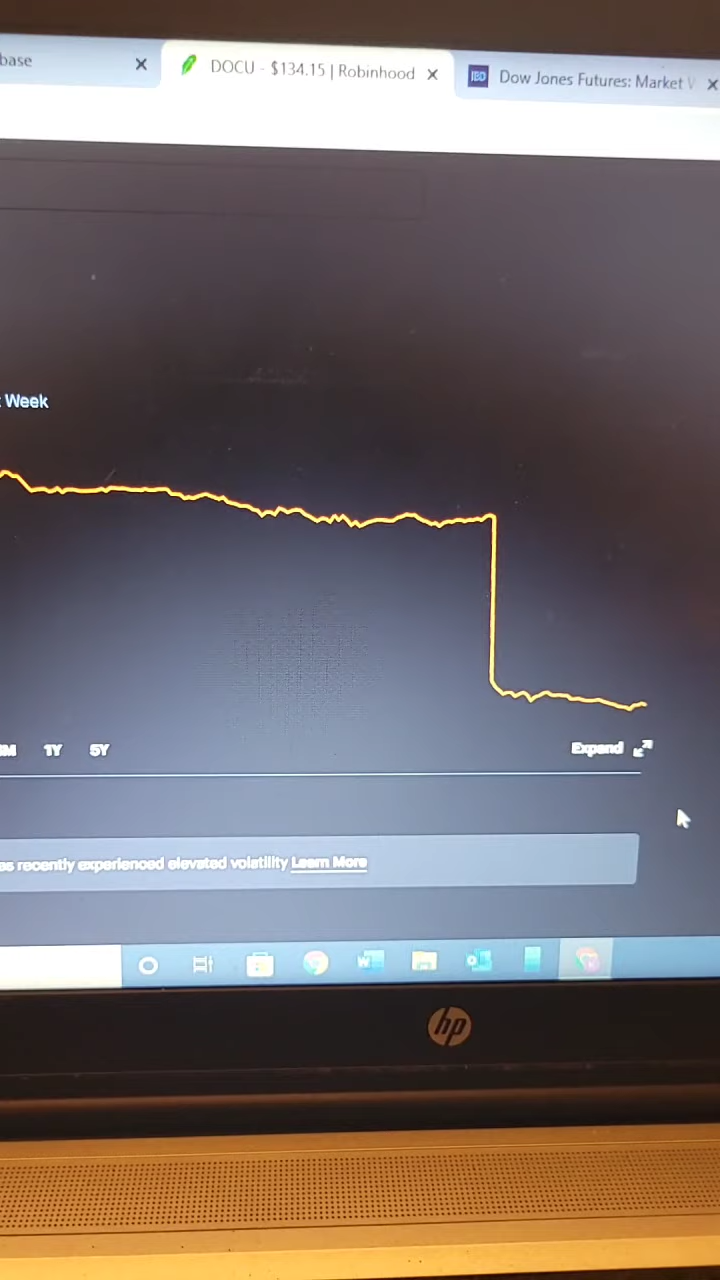 base
DOCU - $134.15 | Robinhood
IBD Dow Jones Futures: Market
Week
1Y 5Y Expand
recently experienced elevated volatility Learn More
hp